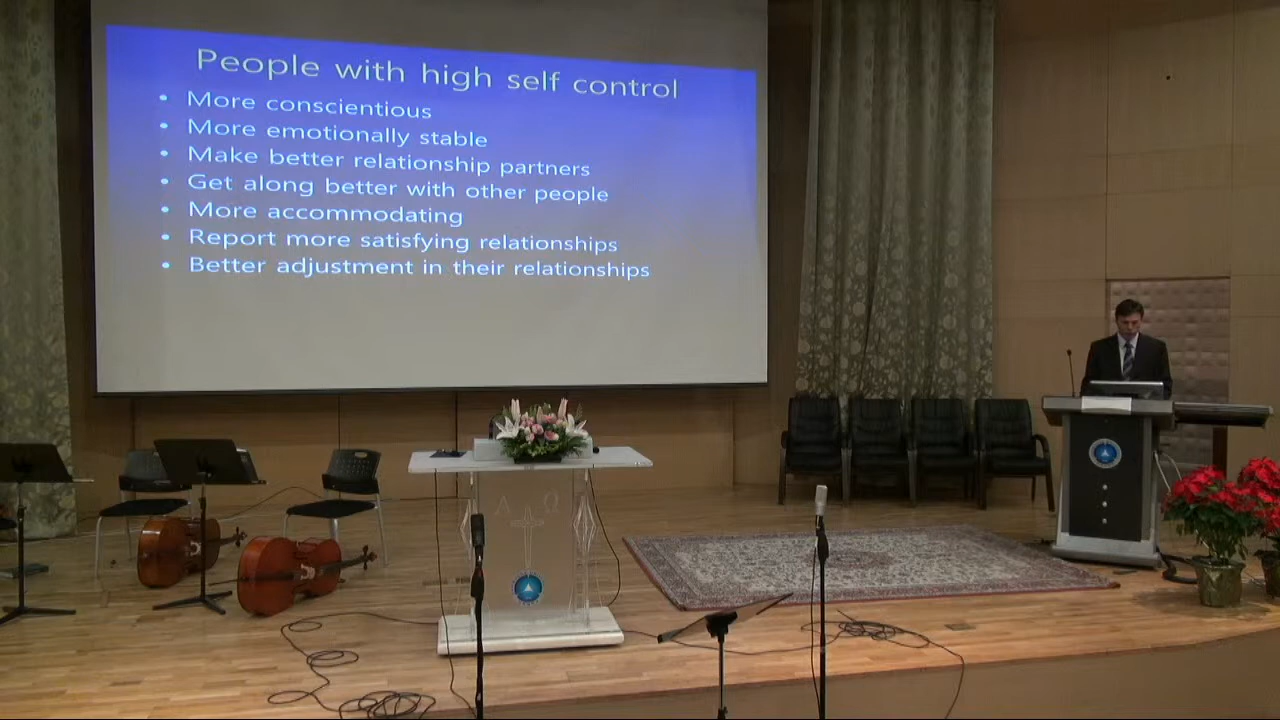 People with high self control
• More conscientious
• More emotionally stable
• Make better relationship partners
• Get along better with other people
• More accommodating
• Report more satisfying relationships
• Better adjustment in their relationships
Α Ω